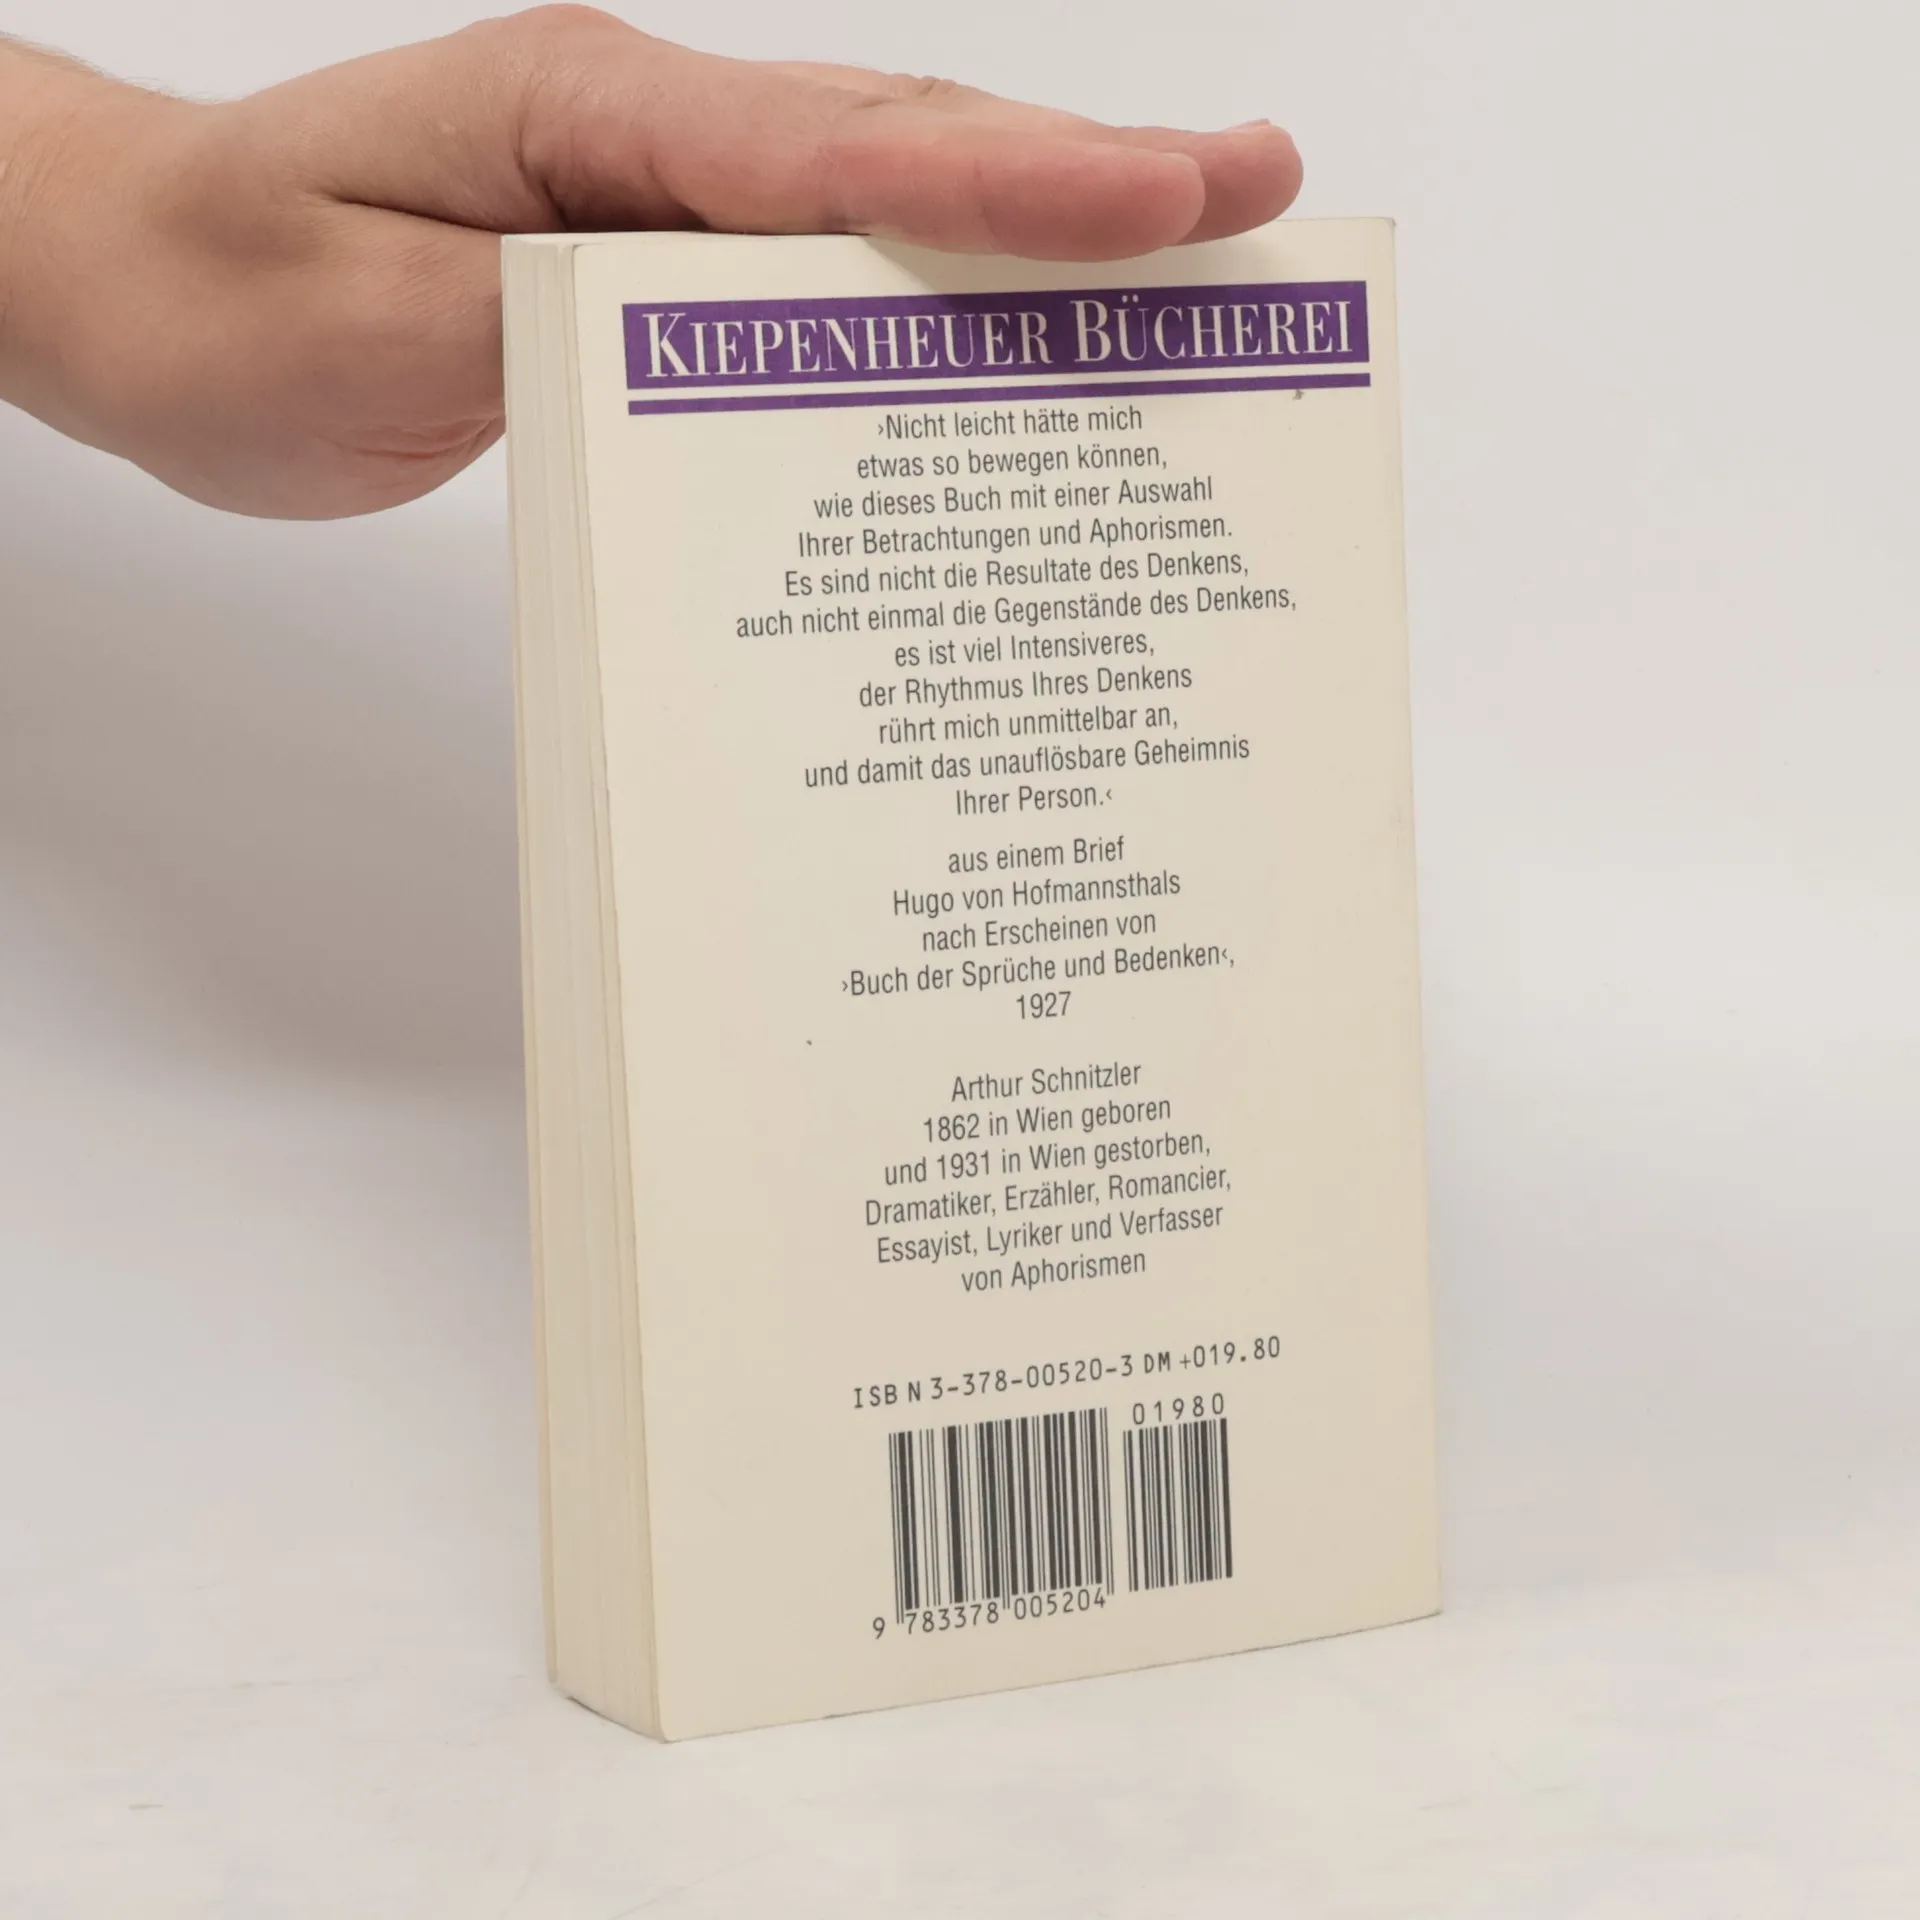 KIEPENHEUER BÜCHEREI
›Nicht leicht hätte mich
etwas so bewegen können,
wie dieses Buch mit einer Auswahl
Ihrer Betrachtungen und Aphorismen.
Es sind nicht die Resultate des Denkens,
auch nicht einmal die Gegenstände des Denkens,
es ist viel Intensiveres,
der Rhythmus Ihres Denkens
rührt mich unmittelbar an,
und damit das unauflösbare Geheimnis
Ihrer Person.‹
aus einem Brief
Hugo von Hofmannsthals
nach Erscheinen von
›Buch der Sprüche und Bedenken‹,
1927
Arthur Schnitzler
1862 in Wien geboren
und 1931 in Wien gestorben,
Dramatiker, Erzähler, Romancier,
Essayist, Lyriker und Verfasser
von Aphorismen
ISBN 3-378-00520-3 DM +019.80
01980
9 783378 005204